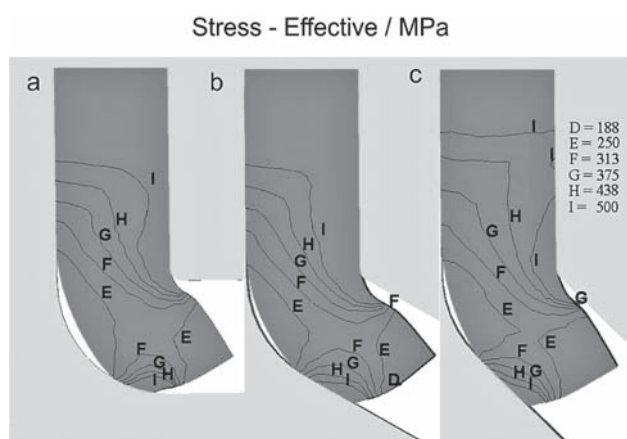 Stress - Effective / MPa
a
b
c
D = 188
E = 250
F = 313
G = 375
H = 438
I = 500
I
H
G
F
E
E
F
G
H
I
I
H
G
F
E
F
F
G
H
I
E
D
I
I
H
G
I
F
G
E
F
E
H
G
I